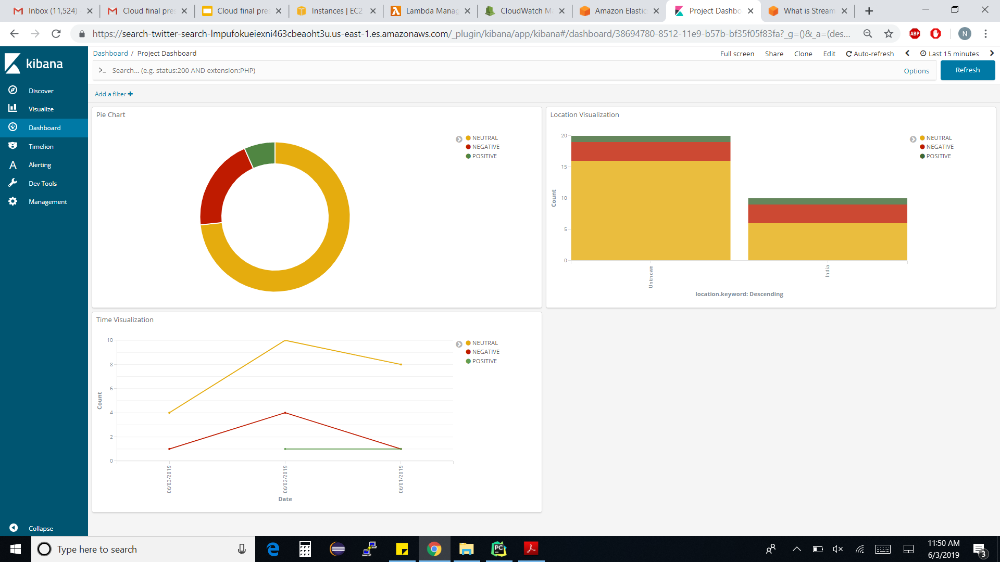 Inbox (11,524)
Cloud final pre
Cloud final pre
Instances | EC2
Lambda Manag
CloudWatch M
Amazon Elastic
Project Dashbo
What is Stream
https://search-twitter-search-lmpufokueiexni463cbeaoht3u.us-east-1.es.amazonaws.com/_plugin/kibana/app/kibana#/dashboard/38694780-8512-11e9-b57b-bf35f05f83fa?_g=()&_a=(des...
ABP
N
kibana
Discover
Visualize
Dashboard
Timelion
Alerting
Dev Tools
Management
Collapse
Dashboard / Project Dashboard
Full screen Share Clone Edit Auto-refresh Last 15 minutes
>_ Search... (e.g. status:200 AND extension:PHP)
Options
Refresh
Add a filter +
Pie Chart
NEUTRAL
NEGATIVE
POSITIVE
Location Visualization
20
15
10
5
0
Count
Unknown
India
location.keyword: Descending
NEUTRAL
NEGATIVE
POSITIVE
Time Visualization
10
8
6
4
2
0
Count
06/03/2019
06/02/2019
06/01/2019
Date
NEUTRAL
NEGATIVE
POSITIVE
Type here to search
PC
11:50 AM
6/3/2019
3